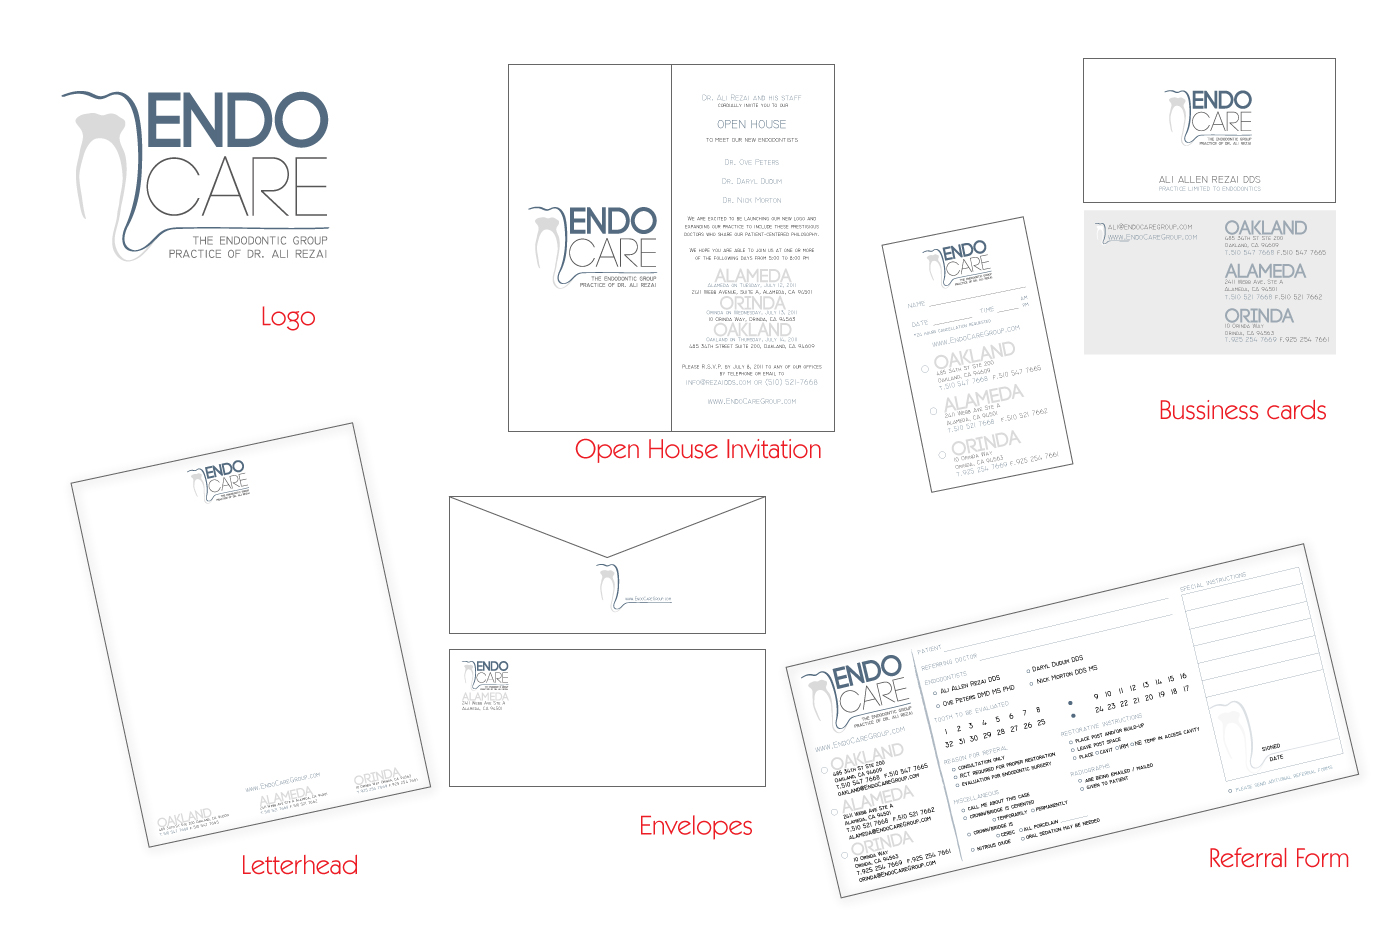 ENDO
CARE
THE ENDODONTIC GROUP
PRACTICE OF DR. ALI REZAI
Logo
ENDO
CARE
THE ENDODONTIC GROUP
PRACTICE OF DR. ALI REZAI
DR. ALI REZAI AND HIS STAFF
CORDIALLY INVITE YOU TO OUR
OPEN HOUSE
TO MEET OUR NEW ENDODONTISTS
DR. OVE PETERS
DR. DARYL DUDUM
DR. NICK MORTON
WE ARE EXCITED TO BE LAUNCHING OUR NEW LOGO AND
EXPANDING OUR PRACTICE TO INCLUDE THESE PRESTIGIOUS
DOCTORS WHO SHARE OUR PATIENT-CENTERED PHILOSOPHY.
WE HOPE YOU ARE ABLE TO JOIN US AT ONE OR MORE
OF THE FOLLOWING DAYS FROM 5:00 TO 8:00 PM
ALAMEDA
ALAMEDA ON TUESDAY, JULY 12, 2011
2411 WEBB AVENUE, SUITE A, ALAMEDA, CA 94501
ORINDA
ORINDA ON WEDNESDAY, JULY 13, 2011
10 ORINDA WAY, ORINDA, CA 94563
OAKLAND
OAKLAND ON THURSDAY, JULY 14, 2011
485 34TH STREET SUITE 200, OAKLAND, CA 94609
PLEASE R.S.V.P. BY JULY 8, 2011 TO ANY OF OUR OFFICES
BY TELEPHONE OR EMAIL TO
INFO@REZAIDDS.COM OR (510) 521-7668
WWW.ENDOCAREGROUP.COM
Open House Invitation
ENDO
CARE
THE ENDODONTIC GROUP
PRACTICE OF DR. ALI REZAI
NAME
AM
DATE TIME PM
*24 HOUR CANCELLATION REQUESTED
WWW.ENDOCAREGROUP.COM
OAKLAND
485 34TH ST STE 200
OAKLAND, CA 94609
T.510 547 7668 F.510 547 7665
ALAMEDA
2411 WEBB AVE STE A
ALAMEDA, CA 94501
T.510 521 7668 F.510 521 7662
ORINDA
10 ORINDA WAY
ORINDA, CA 94563
T.925 254 7669 F.925 254 7661
ENDO
CARE
THE ENDODONTIC GROUP
PRACTICE OF DR. ALI REZAI
ALI ALLEN REZAI DDS
PRACTICE LIMITED TO ENDODONTICS
ALI@ENDOCAREGROUP.COM
WWW.ENDOCAREGROUP.COM
OAKLAND
485 34TH ST STE 200
OAKLAND, CA 94609
T.510 547 7668 F.510 547 7665
ALAMEDA
2411 WEBB AVE. STE A
ALAMEDA, CA 94501
T.510 521 7668 F.510 521 7662
ORINDA
10 ORINDA WAY
ORINDA, CA 94563
T.925 254 7669 F.925 254 7661
Bussiness cards
ENDO
CARE
THE ENDODONTIC GROUP
PRACTICE OF DR. ALI REZAI
WWW.ENDOCAREGROUP.COM
OAKLAND
ALAMEDA
ORINDA
Letterhead
WWW.ENDOCAREGROUP.COM
ENDO
CARE
ALAMEDA
2411 WEBB AVE STE A
ALAMEDA, CA 94501
Envelopes
ENDO
CARE
THE ENDODONTIC GROUP
PRACTICE OF DR. ALI REZAI
WWW.ENDOCAREGROUP.COM
OAKLAND
485 34TH ST STE 200
OAKLAND, CA 94609
T.510 547 7668 F.510 547 7665
OAKLAND@ENDOCAREGROUP.COM
ALAMEDA
2411 WEBB AVE STE A
ALAMEDA, CA 94501
T.510 521 7668 F.510 521 7662
ALAMEDA@ENDOCAREGROUP.COM
ORINDA
10 ORINDA WAY
ORINDA, CA 94563
T.925 254 7669 F.925 254 7661
ORINDA@ENDOCAREGROUP.COM
PATIENT
REFERRING DOCTOR
ENDODONTISTS
ALI ALLEN REZAI DDS
DARYL DUDUM DDS
OVE PETERS DMD MS PHD
NICK MORTON DDS MS
TOOTH TO BE EVALUATED
1 2 3 4 5 6 7 8 9 10 11 12 13 14 15 16
32 31 30 29 28 27 26 25 24 23 22 21 20 19 18 17
REASON FOR REFERRAL
CONSULTATION ONLY
RCT REQUIRED FOR PROPER RESTORATION
EVALUATION FOR ENDODONTIC SURGERY
MISCELLANEOUS
CALL ME ABOUT THIS CASE
CROWN/BRIDGE IS CEMENTED
TEMPORARILY PERMANENTLY
CROWN/BRIDGE IS
CEREC ALL PORCELAIN
NITROUS OXIDE ORAL SEDATION MAY BE NEEDED
RESTORATIVE INSTRUCTIONS
PLACE POST AND/OR BUILD-UP
LEAVE POST SPACE
PLACE CAVIT IRM NE TEMP IN ACCESS CAVITY
RADIOGRAPHS
ARE BEING EMAILED / MAILED
GIVEN TO PATIENT
SPECIAL INSTRUCTIONS
SIGNED
DATE
PLEASE SEND ADDITIONAL REFERRAL FORMS
Referral Form